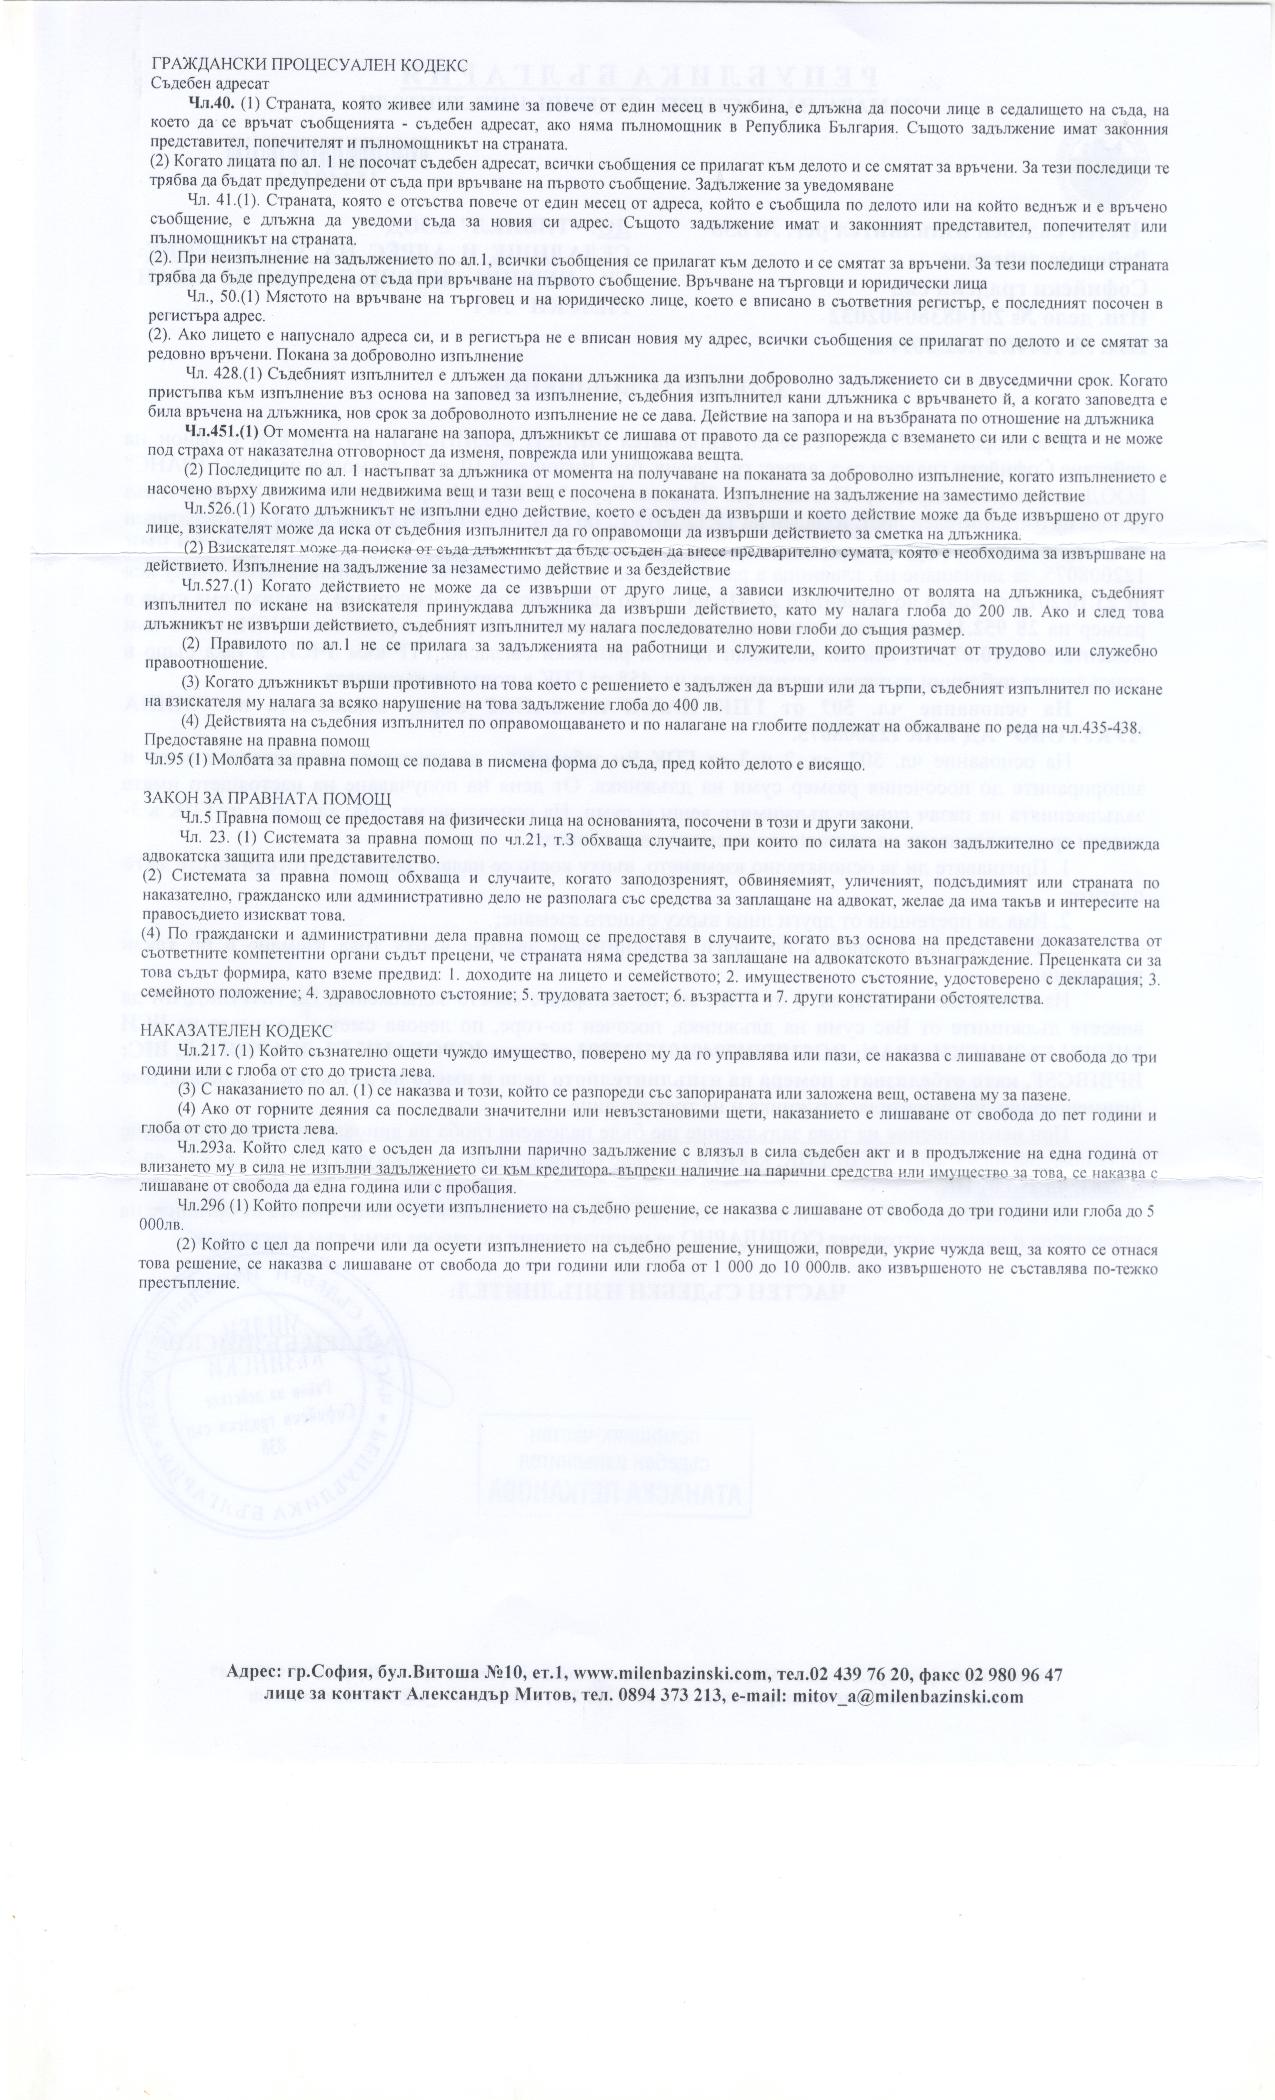 ГРАЖДАНСКИ ПРОЦЕСУАЛЕН КОДЕКС
Съдебен адресат
Чл.40. (1) Страната, която живее или замине за повече от един месец в чужбина, е длъжна да посочи лице в седалището на съда, на
което да се връчат съобщенията - съдебен адресат, ако няма пълномощник в Република България. Същото задължение имат законния
представител, попечителят и пълномощникът на страната.
(2) Когато лицата по ал. 1 не посочат съдебен адресат, всички съобщения се прилагат към делото и се смятат за връчени. За тези последици те
трябва да бъдат предупредени от съда при връчване на първото съобщение. Задължение за уведомяване
Чл. 41.(1). Страната, която е отсъства повече от един месец от адреса, който е съобщила по делото или на който веднъж и е връчено
съобщение, е длъжна да уведоми съда за новия си адрес. Същото задължение имат и законният представител, попечителят или
пълномощникът на страната.
(2). При неизпълнение на задължението по ал.1, всички съобщения се прилагат към делото и се смятат за връчени. За тези последици страната
трябва да бъде предупредена от съда при връчване на първото съобщение. Връчване на търговци и юридически лица
Чл., 50.(1) Мястото на връчване на търговец и на юридическо лице, което е вписано в съответния регистър, е последният посочен в
регистъра адрес.
(2). Ако лицето е напуснало адреса си, и в регистъра не е вписан новия му адрес, всички съобщения се прилагат по делото и се смятат за
редовно връчени. Покана за доброволно изпълнение
Чл. 428.(1) Съдебният изпълнител е длъжен да покани длъжника да изпълни доброволно задължението си в двуседмични срок. Когато
пристъпва към изпълнение въз основа на заповед за изпълнение, съдебния изпълнител кани длъжника с връчването й, а когато заповедта е
била връчена на длъжника, нов срок за доброволното изпълнение не се дава. Действие на запора и на възбраната по отношение на длъжника
Чл.451.(1) От момента на налагане на запора, длъжникът се лишава от правото да се разпорежда с вземането си или с вещта и не може
под страха от наказателна отговорност да изменя, поврежда или унищожава вещта.
(2) Последиците по ал. 1 настъпват за длъжника от момента на получаване на поканата за доброволно изпълнение, когато изпълнението е
насочено върху движима или недвижима вещ и тази вещ е посочена в поканата. Изпълнение на задължение на заместимо действие
Чл.526.(1) Когато длъжникът не изпълни едно действие, което е осъден да извърши и което действие може да бъде извършено от друго
лице, взискателят може да иска от съдебния изпълнител да го оправомощи да извърши действието за сметка на длъжника.
(2) Взискателят може да поиска от съда длъжникът да бъде осъден да внесе предварително сумата, която е необходима за извършване на
действието. Изпълнение на задължение за незаместимо действие и за бездействие
Чл.527.(1) Когато действието не може да се извърши от друго лице, а зависи изключително от волята на длъжника, съдебният
изпълнител по искане на взискателя принуждава длъжника да извърши действието, като му налага глоба до 200 лв. Ако и след това
длъжникът не извърши действието, съдебният изпълнител му налага последователно нови глоби до същия размер.
(2) Правилото по ал.1 не се прилага за задълженията на работници и служители, които произтичат от трудово или служебно
правоотношение.
(3) Когато длъжникът върши противното на това което с решението е задължен да върши или да търпи, съдебният изпълнител по искане
на взискателя му налага за всяко нарушение на това задължение глоба до 400 лв.
(4) Действията на съдебния изпълнител по оправомощаването и по налагане на глобите подлежат на обжалване по реда на чл.435-438.
Предоставяне на правна помощ
Чл.95 (1) Молбата за правна помощ се подава в писмена форма до съда, пред който делото е висящо.
ЗАКОН ЗА ПРАВНАТА ПОМОЩ
Чл.5 Правна помощ се предоставя на физически лица на основанията, посочени в този и други закони.
Чл. 23. (1) Системата за правна помощ по чл.21, т.3 обхваща случаите, при които по силата на закон задължително се предвижда
адвокатска защита или представителство.
(2) Системата за правна помощ обхваща и случаите, когато заподозреният, обвиняемият, уличеният, подсъдимият или страната по
наказателно, гражданско или административно дело не разполага със средства за заплащане на адвокат, желае да има такъв и интересите на
правосъдието изискват това.
(4) По граждански и административни дела правна помощ се предоставя в случаите, когато въз основа на представени доказателства от
съответните компетентни органи съдът прецени, че страната няма средства за заплащане на адвокатското възнаграждение. Преценката си за
това съдът формира, като вземе предвид: 1. доходите на лицето и семейството; 2. имущественото състояние, удостоверено с декларация; 3.
семейното положение; 4. здравословното състояние; 5. трудовата заетост; 6. възрастта и 7. други констатирани обстоятелства.
НАКАЗАТЕЛЕН КОДЕКС
Чл.217. (1) Който съзнателно ощети чуждо имущество, поверено му да го управлява или пази, се наказва с лишаване от свобода до три
години или с глоба от сто до триста лева.
(3) С наказанието по ал. (1) се наказва и този, който се разпореди със запорираната или заложена вещ, оставена му за пазене.
(4) Ако от горните деяния са последвали значителни или невъзстановими щети, наказанието е лишаване от свобода до пет години и
глоба от сто до триста лева.
Чл.293а. Който след като е осъден да изпълни парично задължение с влязъл в сила съдебен акт и в продължение на една година от
влизането му в сила не изпълни задължението си към кредитора, въпреки наличие на парични средства или имущество за това, се наказва с
лишаване от свобода да една година или с пробация.
Чл.296 (1) Който попречи или осуети изпълнението на съдебно решение, се наказва с лишаване от свобода до три години или глоба до 5
000лв.
(2) Който с цел да попречи или да осуети изпълнението на съдебно решение, унищожи, повреди, укрие чужда вещ, за която се отнася
това решение, се наказва с лишаване от свобода до три години или глоба от 1 000 до 10 000лв. ако извършеното не съставлява по-тежко
престъпление.
Адрес: гр.София, бул.Витоша №10, ет.1, www.milenbazinski.com, тел.02 439 76 20, факс 02 980 96 47
лице за контакт Александър Митов, тел. 0894 373 213, e-mail: mitov_a@milenbazinski.com